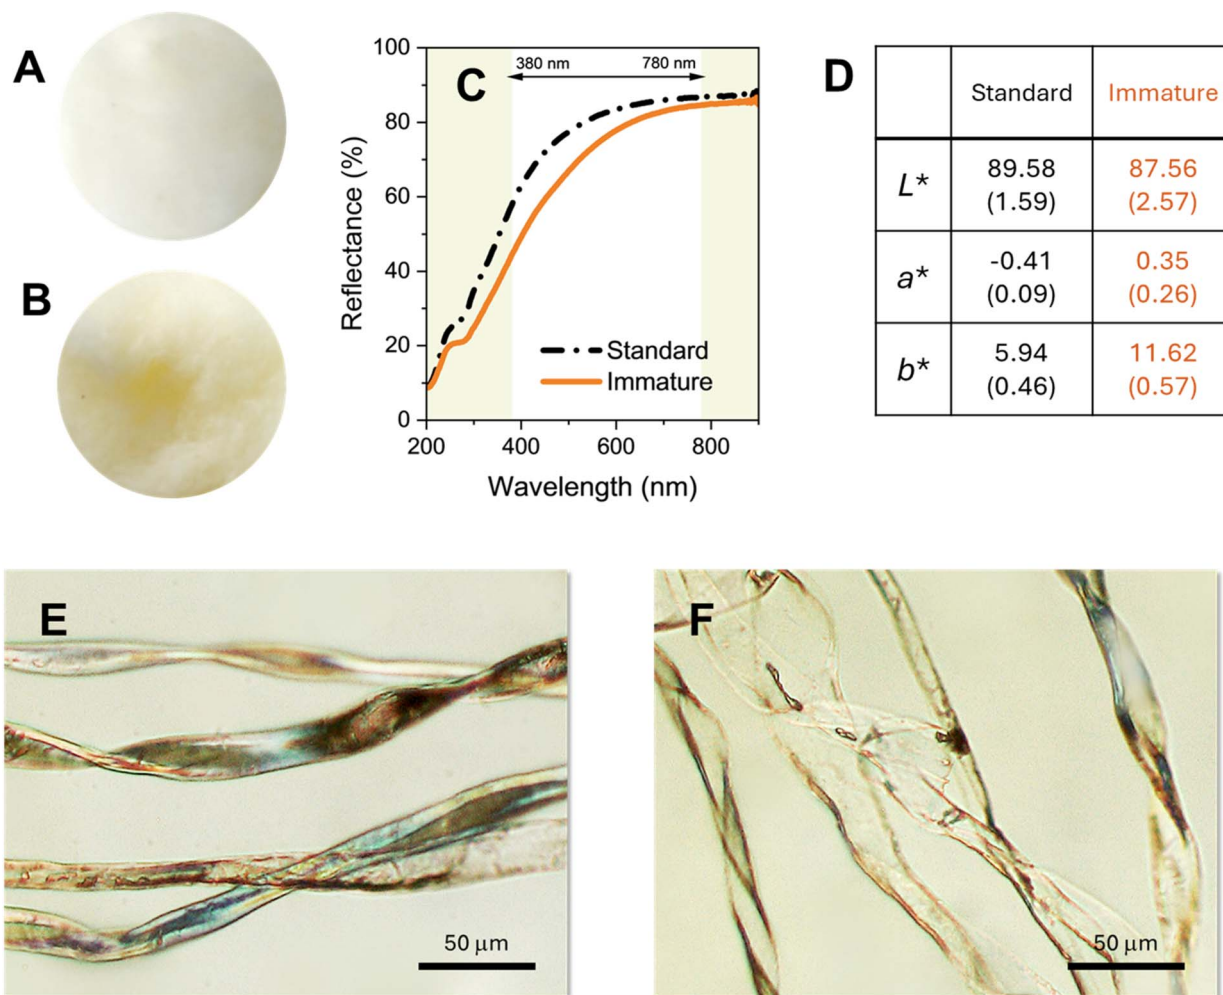 A
B
C
380 nm
780 nm
100
80
60
40
20
0
Reflectance (%)
Standard
Immature
200
400
600
800
Wavelength (nm)
D
Standard Immature
L* 89.58 87.56
(1.59) (2.57)
a* -0.41 0.35
(0.09) (0.26)
b* 5.94 11.62
(0.46) (0.57)
E
50 μm
F
50 μm